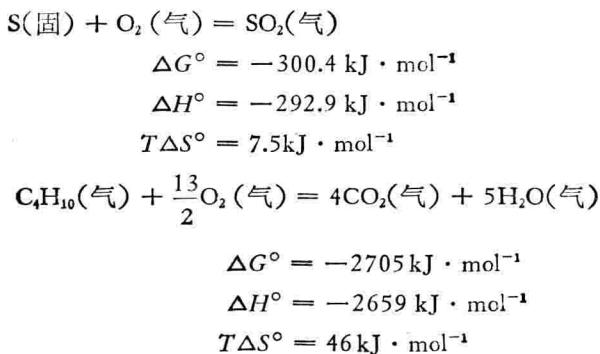 S(固) + O₂(气) = SO₂(气)
ΔG° = −300.4 kJ · mol⁻¹
ΔH° = −292.9 kJ · mol⁻¹
TΔS° = 7.5kJ · mol⁻¹
C₄H₁₀(气) + 13/2 O₂(气) = 4CO₂(气) + 5H₂O(气)
ΔG° = −2705 kJ · mol⁻¹
ΔH° = −2659 kJ · mol⁻¹
TΔS° = 46 kJ · mol⁻¹